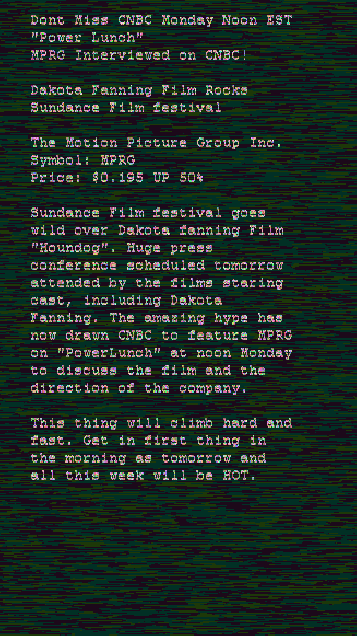 Dont Miss CNBC Monday Noon EST
"Power Lunch"
MPRG Interviewed on CNBC!
Dakota Fanning Film Rocks
Sundance Film festival
The Motion Picture Group Inc.
Symbol: MPRG
Price: $0.195 UP 50%
Sundance Film festival goes
wild over Dakota fanning Film
"Houndog". Huge press
conference scheduled tomorrow
attended by the films staring
cast, including Dakota
Fanning. The amazing hype has
now drawn CNBC to feature MPRG
on "PowerLunch" at noon Monday
to discuss the film and the
direction of the company.
This thing will climb hard and
fast. Get in first thing in
the morning as tomorrow and
all this week will be HOT.